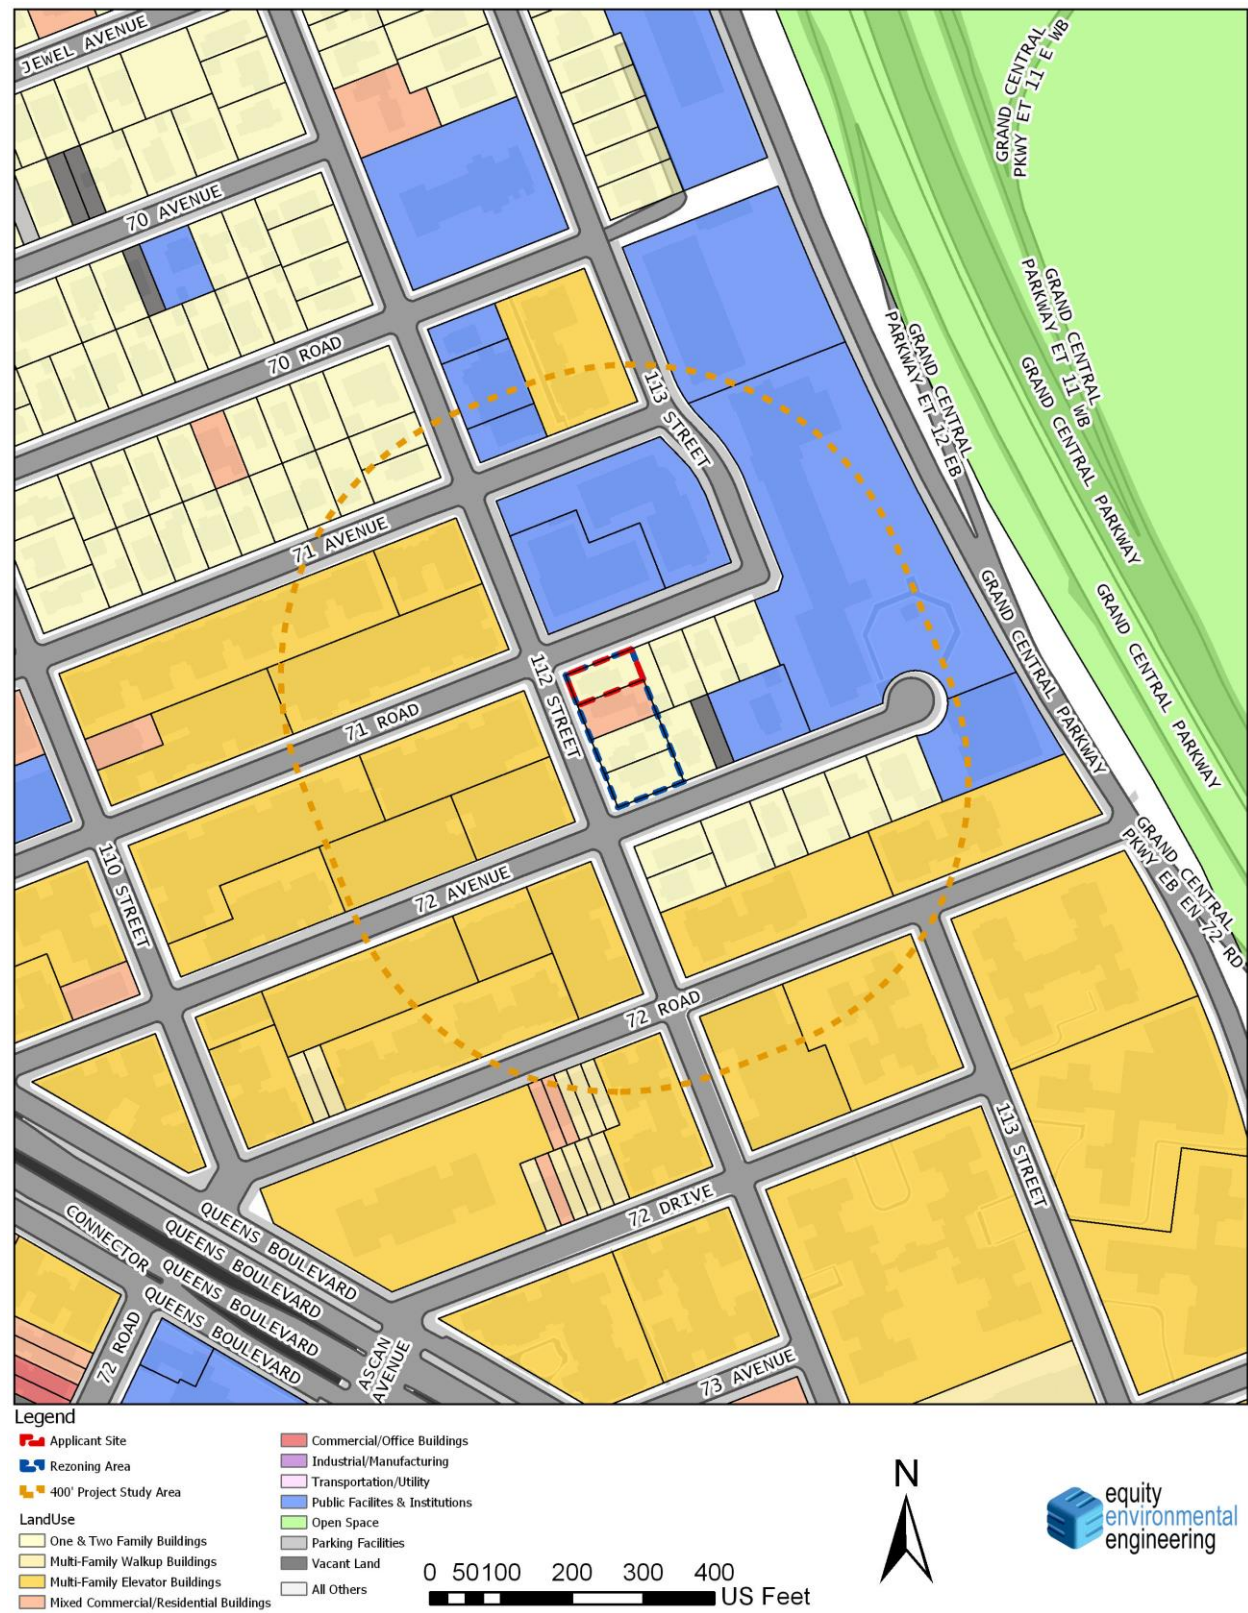 JEWEL AVENUE
GRAND CENTRAL
PKWY ET 11 E WB
70 AVENUE
GRAND CENTRAL
PARKWAY ET 11 WB
70 ROAD
GRAND CENTRAL
PARKWAY ET 12 EB
GRAND CENTRAL PARKWAY
113 STREET
71 AVENUE
GRAND CENTRAL PARKWAY
GRAND CENTRAL PARKWAY
112 STREET
71 ROAD
110 STREET
72 AVENUE
GRAND CENTRAL
PKWY EB EN 72 RD
72 ROAD
113 STREET
72 DRIVE
QUEENS BOULEVARD
QUEENS BOULEVARD
CONNECTOR
QUEENS BOULEVARD
QUEENS BOULEVARD
72 ROAD
ASCAN
AVENUE
73 AVENUE
Legend
Applicant Site
Rezoning Area
400' Project Study Area
LandUse
One & Two Family Buildings
Multi-Family Walkup Buildings
Multi-Family Elevator Buildings
Mixed Commercial/Residential Buildings
Commercial/Office Buildings
Industrial/Manufacturing
Transportation/Utility
Public Facilites & Institutions
Open Space
Parking Facilities
Vacant Land
All Others
0 50 100 200 300 400
US Feet
N
equity
environmental
engineering